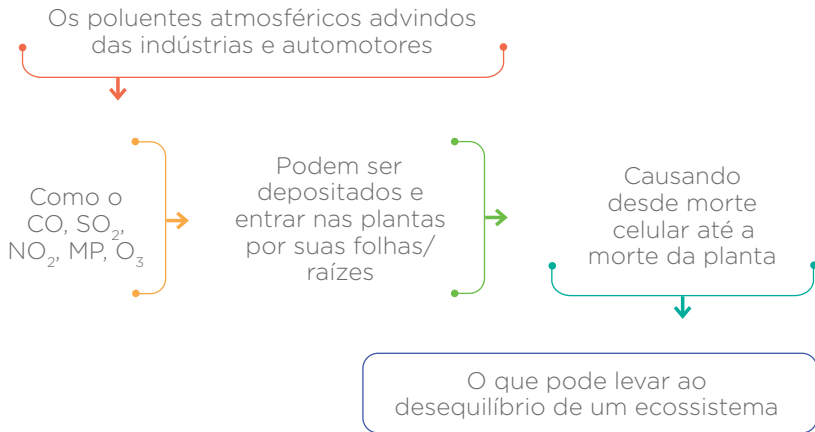 Os poluentes atmosféricos advindos
das indústrias e automotores
Como o
CO, SO₂,
NO₂, MP, O₃
Podem ser
depositados e
entrar nas plantas
por suas folhas/
raízes
Causando
desde morte
celular até a
morte da planta
O que pode levar ao
desequilíbrio de um ecossistema